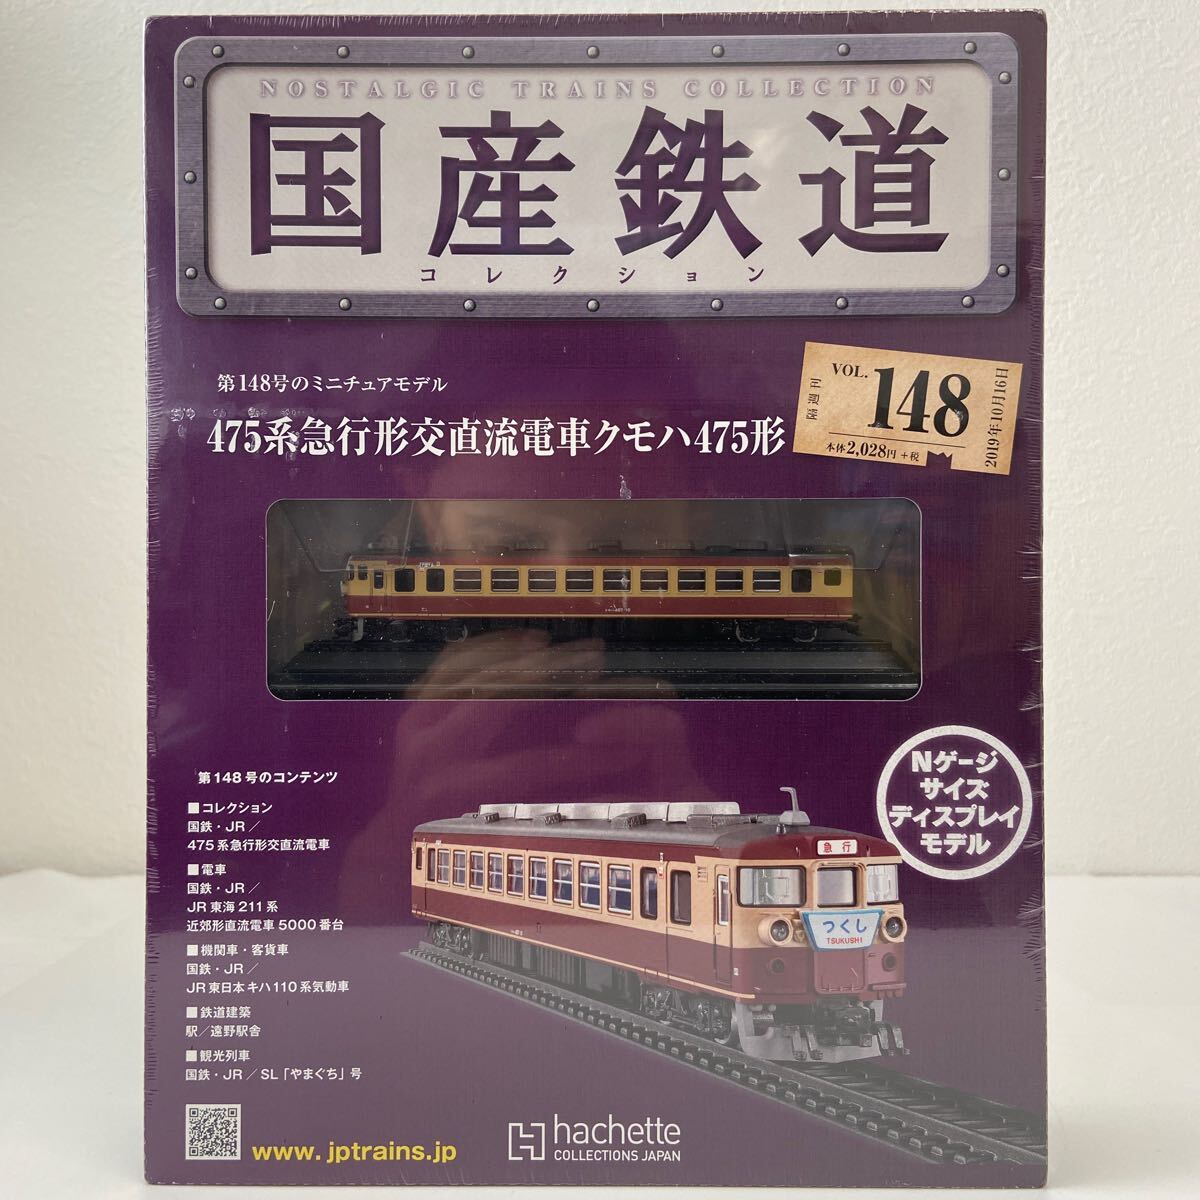 NOSTALGIC TRAINS COLLECTION
国産鉄道
コレクション
第148号のミニチュアモデル
475系急行形交直流電車クモハ475形
隔週刊
VOL. 148
本体2,028円+税
2019年10月16日
Nゲージ
サイズ
ディスプレイ
モデル
第148号のコンテンツ
■コレクション
国鉄・JR／
475系急行形交直流電車
■電車
国鉄・JR／
JR東海211系
近郊形直流電車5000番台
■機関車・客貨車
国鉄・JR／
JR東日本キハ110系気動車
■鉄道建築
駅／遠野駅舎
■観光列車
国鉄・JR／SL「やまぐち」号
急行
つくし
TSUKUSHI
www.jptrains.jp
hachette
COLLECTIONS JAPAN